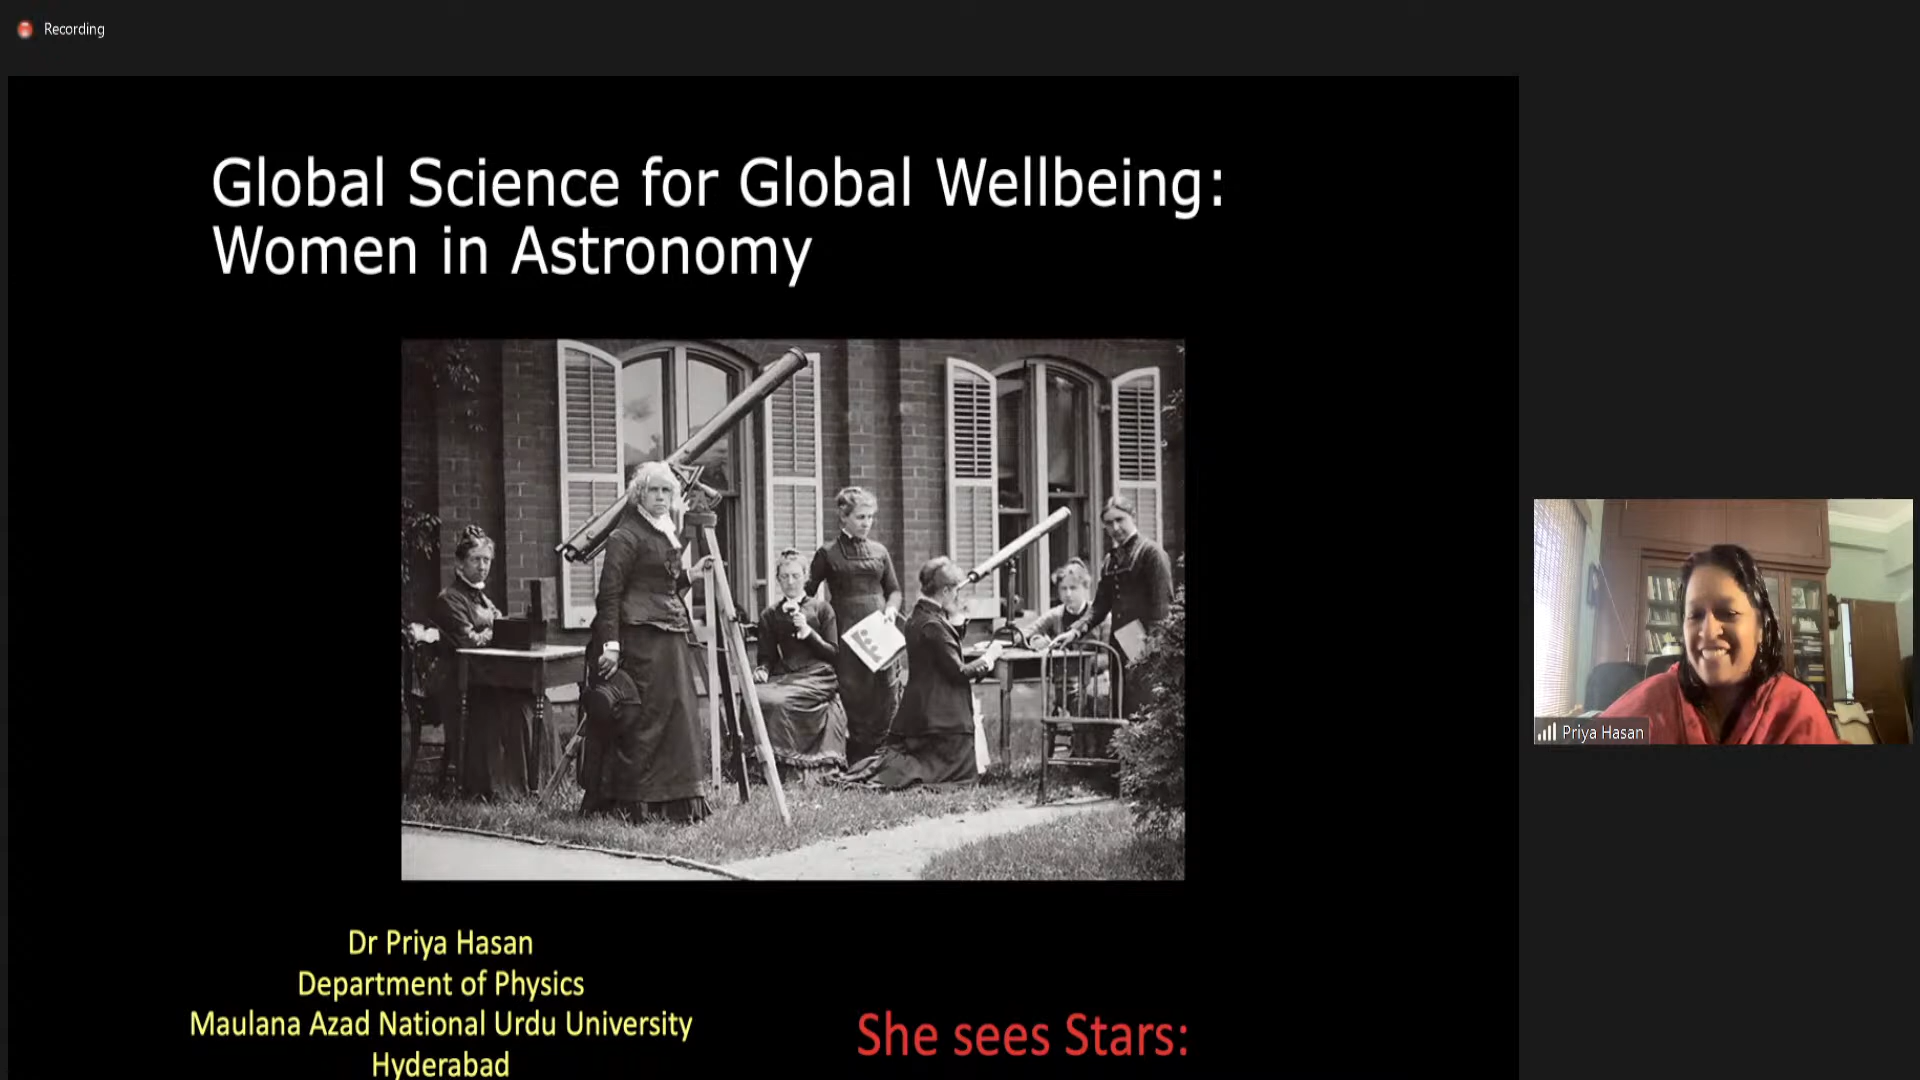 Recording
Global Science for Global Wellbeing:
Women in Astronomy
Dr Priya Hasan
Department of Physics
Maulana Azad National Urdu University
Hyderabad
She sees Stars:
Priya Hasan